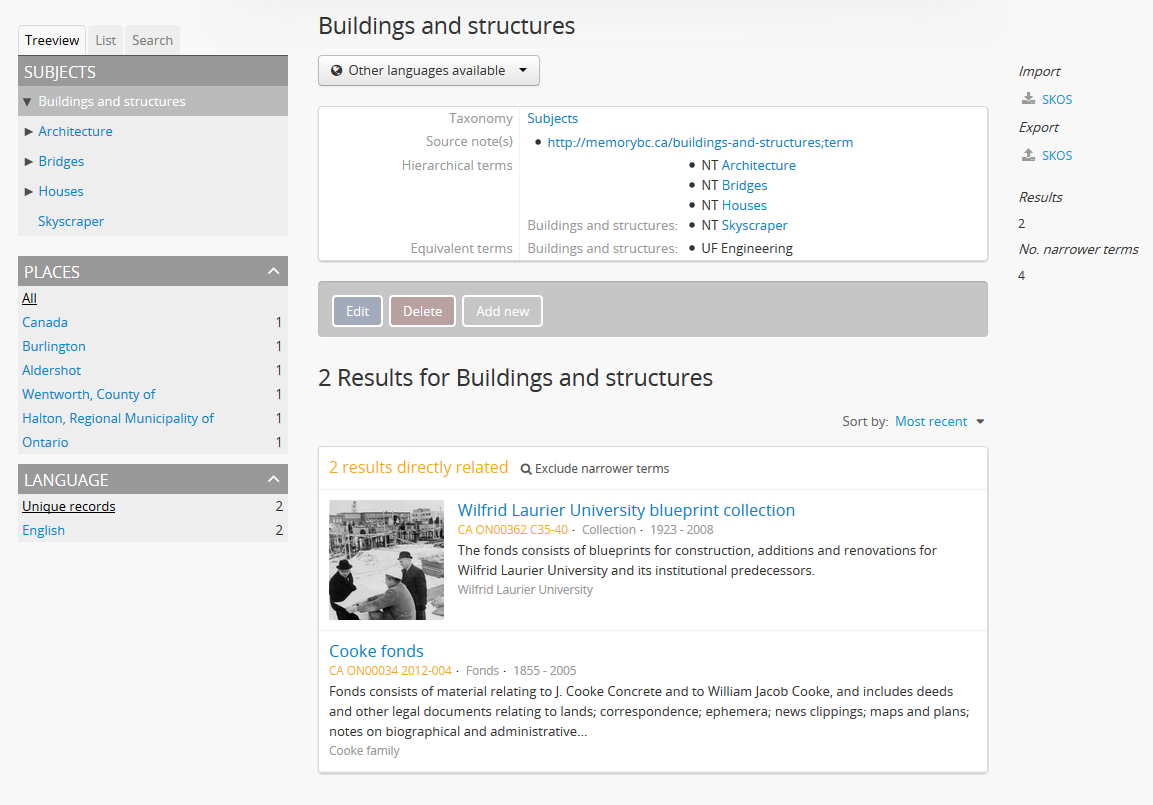 Treeview List Search
SUBJECTS
Buildings and structures
Architecture
Bridges
Houses
Skyscraper
PLACES
All
Canada 1
Burlington 1
Aldershot 1
Wentworth, County of 1
Halton, Regional Municipality of 1
Ontario 1
LANGUAGE
Unique records 2
English 2
Buildings and structures
Other languages available
Taxonomy Subjects
Source note(s) • http://memorybc.ca/buildings-and-structures;term
Hierarchical terms • NT Architecture
• NT Bridges
• NT Houses
Buildings and structures: • NT Skyscraper
Equivalent terms Buildings and structures: • UF Engineering
Edit Delete Add new
2 Results for Buildings and structures
Sort by: Most recent
2 results directly related Exclude narrower terms
Wilfrid Laurier University blueprint collection
CA ON00362 C35-40 · Collection · 1923 - 2008
The fonds consists of blueprints for construction, additions and renovations for
Wilfrid Laurier University and its institutional predecessors.
Wilfrid Laurier University
Cooke fonds
CA ON00034 2012-004 · Fonds · 1855 - 2005
Fonds consists of material relating to J. Cooke Concrete and to William Jacob Cooke, and includes deeds
and other legal documents relating to lands; correspondence; ephemera; news clippings; maps and plans;
notes on biographical and administrative...
Cooke family
Import
SKOS
Export
SKOS
Results
2
No. narrower terms
4